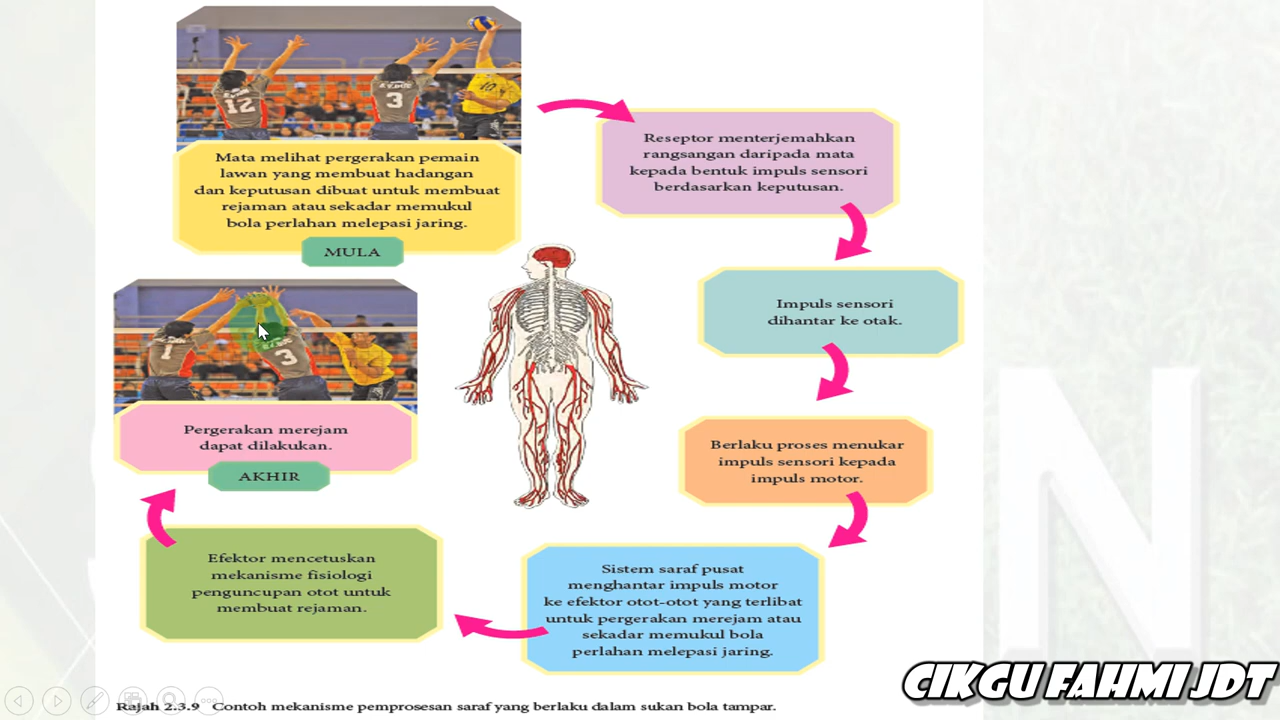 12
3
10
Mata melihat pergerakan pemain
lawan yang membuat hadangan
dan keputusan dibuat untuk membuat
rejaman atau sekadar memukul
bola perlahan melepasi jaring.
MULA
Reseptor menterjemahkan
rangsangan daripada mata
kepada bentuk impuls sensori
berdasarkan keputusan.
Impuls sensori
dihantar ke otak.
Berlaku proses menukar
impuls sensori kepada
impuls motor.
Sistem saraf pusat
menghantar impuls motor
ke efektor otot-otot yang terlibat
untuk pergerakan merejam atau
sekadar memukul bola
perlahan melepasi jaring.
Efektor mencetuskan
mekanisme fisiologi
penguncupan otot untuk
membuat rejaman.
1
3
Pergerakan merejam
dapat dilakukan.
AKHIR
Rajah 2.3.9 Contoh mekanisme pemprosesan saraf yang berlaku dalam sukan bola tampar.
N
CIKGU FAHMI JDT